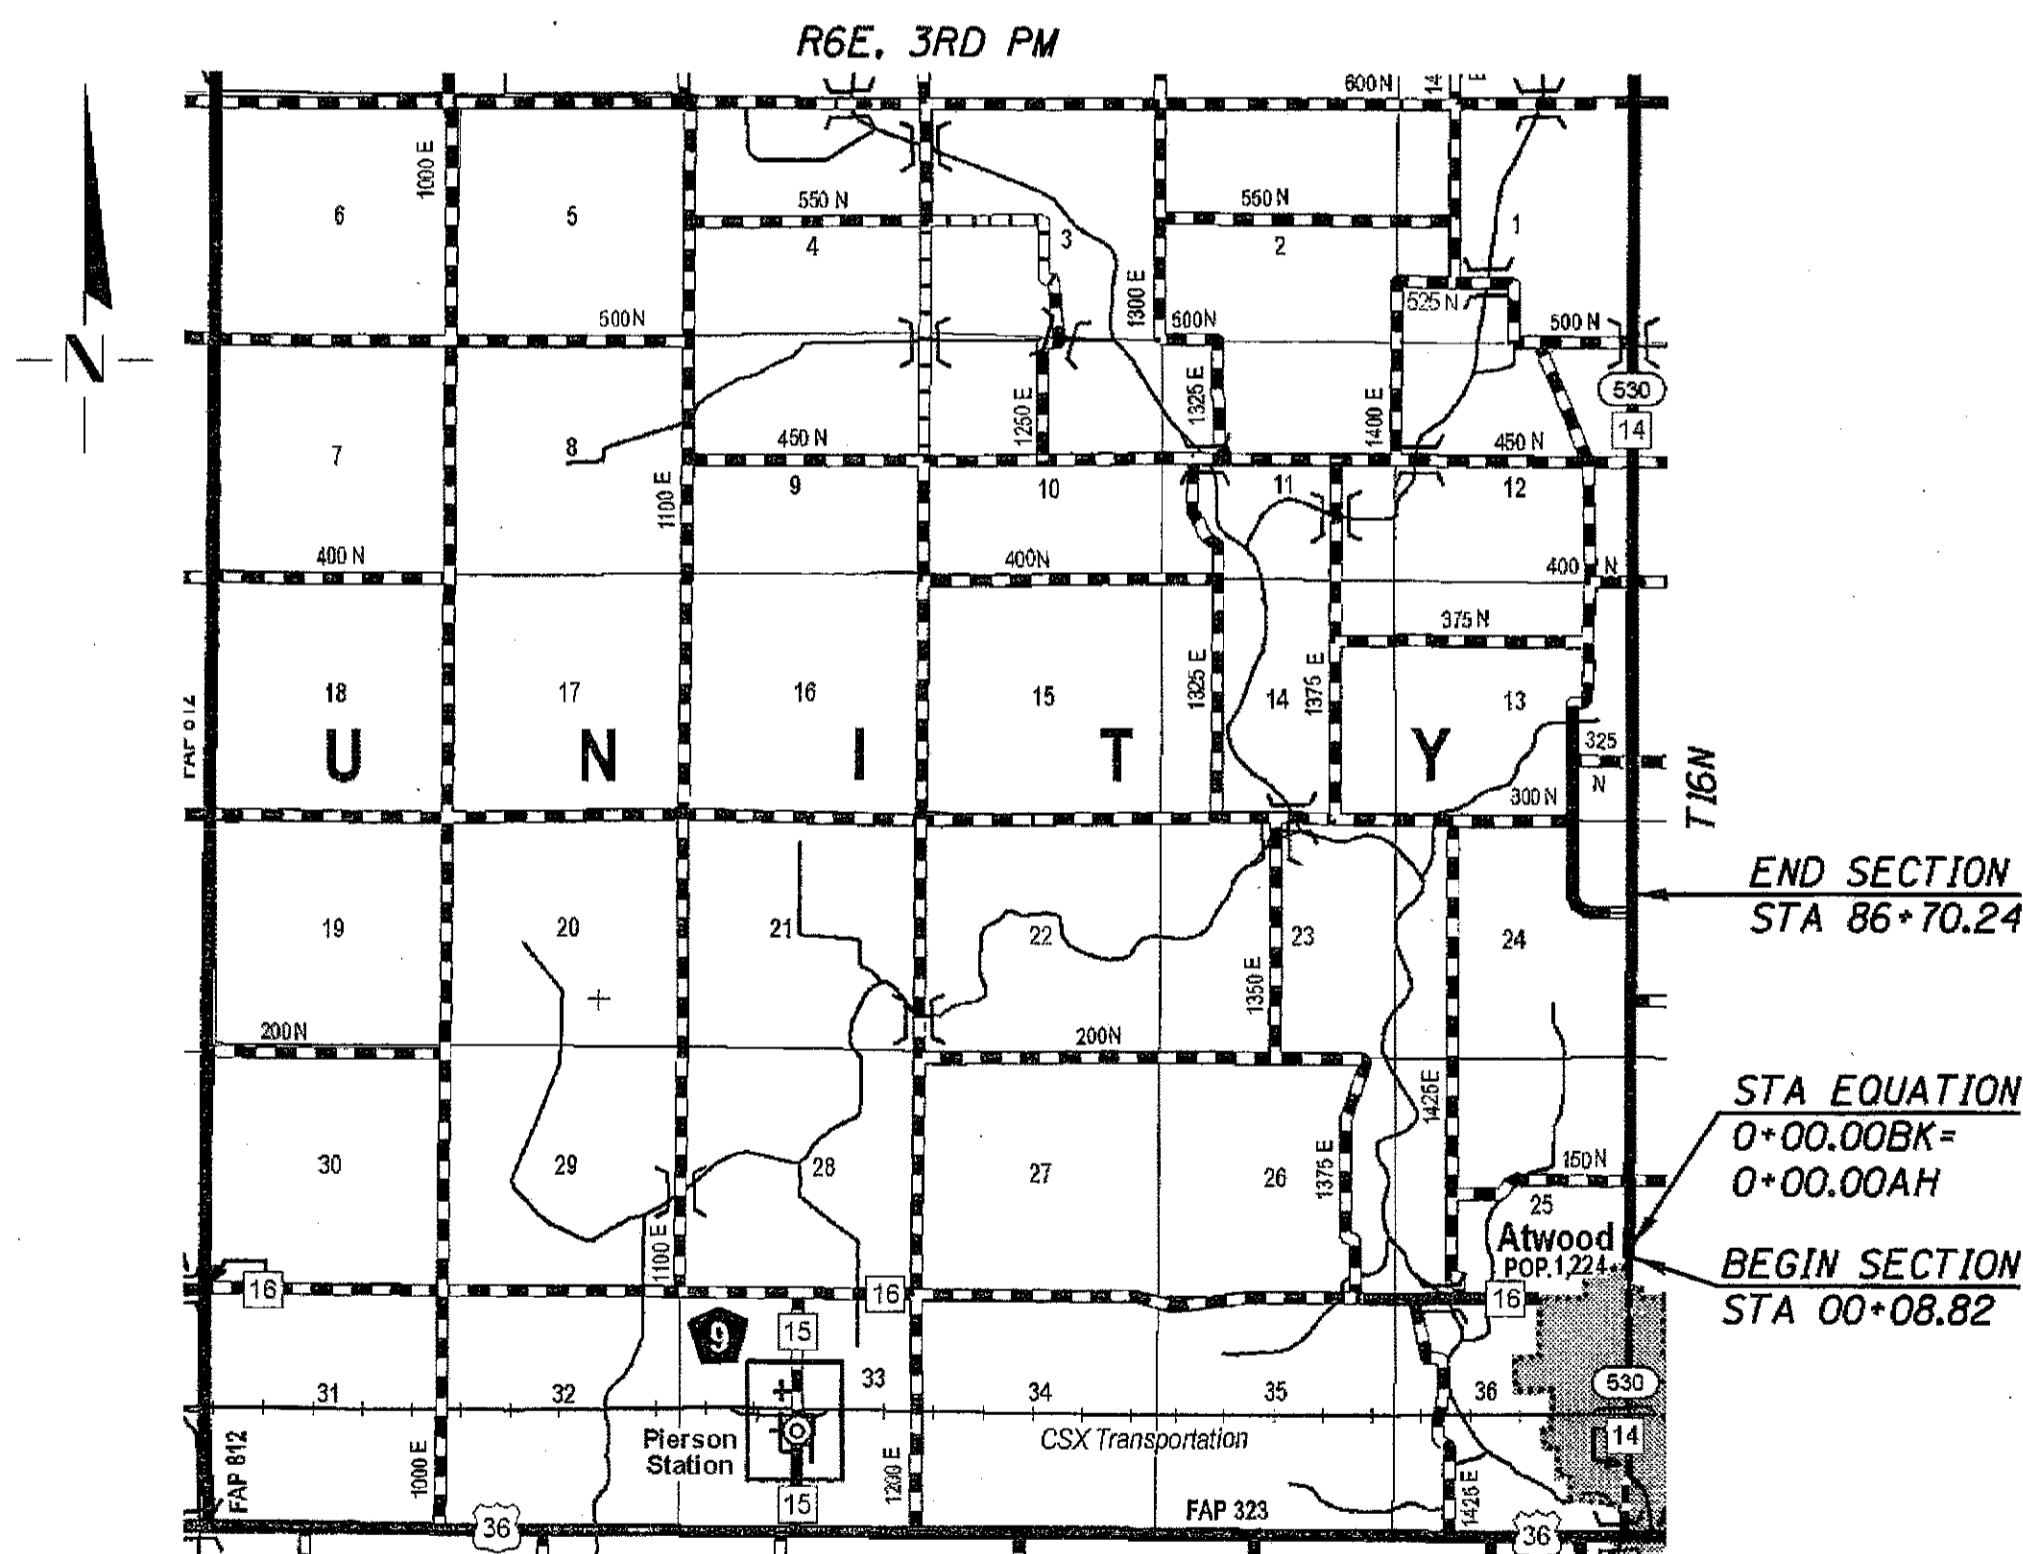 R6E, 3RD PM
600N
14
E
1000 E
6
5
550 N
4
3
550 N
2
1
500N
1300 E
600N
525 N
500 N
N
530
14
7
8
450 N
1250 E
1325 E
1400 E
450 N
1100 E
9
10
11
12
400 N
400N
400 N
375 N
18
17
16
15
1325 E
14
1375 E
13
FAP 812
U N I T Y
325
N
300 N
T16N
END SECTION
STA 86+70.24
19
20
21
22
23
24
1350 E
200N
200N
1425E
STA EQUATION
0+00.00BK=
0+00.00AH
30
29
28
27
26
1375 E
150N
25
Atwood
POP. 1,224
1100 E
16
16
16
BEGIN SECTION
STA 00+08.82
9
15
31
32
33
34
35
36
530
14
FAP 812
1000 E
Pierson
Station
CSX Transportation
1200 E
15
FAP 323
1425 E
36
36